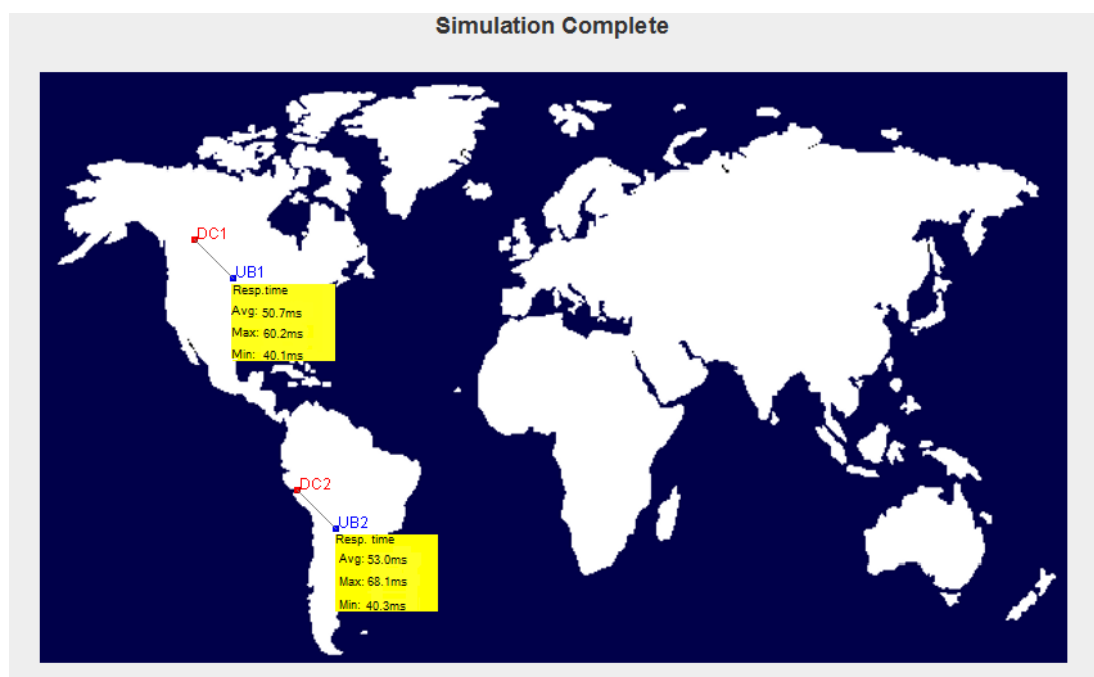 Simulation Complete
DC1
UB1
Resp.time
Avg: 50.7ms
Max: 60.2ms
Min: 40.1ms
DC2
UB2
Resp. time
Avg: 53.0ms
Max: 68.1ms
Min: 40.3ms